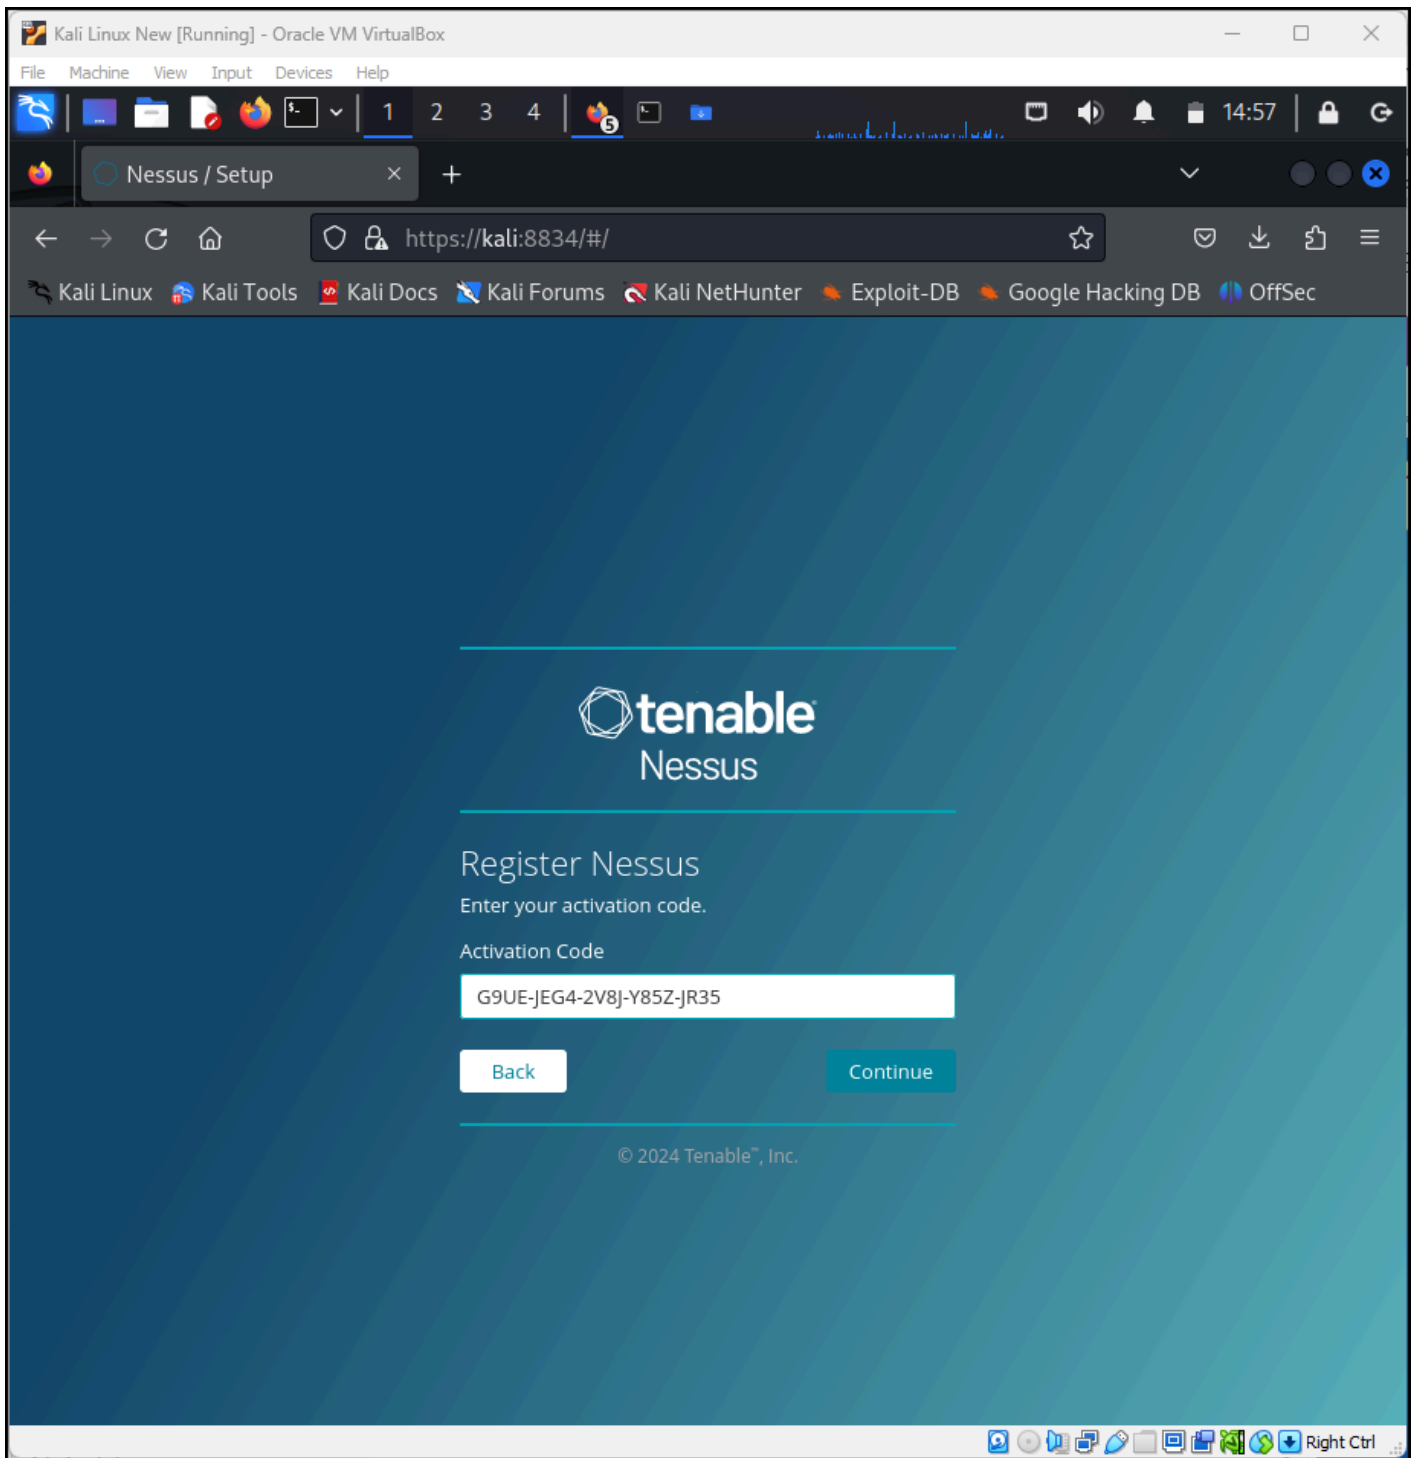 Kali Linux New [Running] - Oracle VM VirtualBox
File Machine View Input Devices Help
1 2 3 4 5 14:57
Nessus / Setup
https://kali:8834/#/
Kali Linux Kali Tools Kali Docs Kali Forums Kali NetHunter Exploit-DB Google Hacking DB OffSec
tenable
Nessus
Register Nessus
Enter your activation code.
Activation Code
G9UE-JEG4-2V8J-Y85Z-JR35
Back Continue
© 2024 Tenable™, Inc.
Right Ctrl